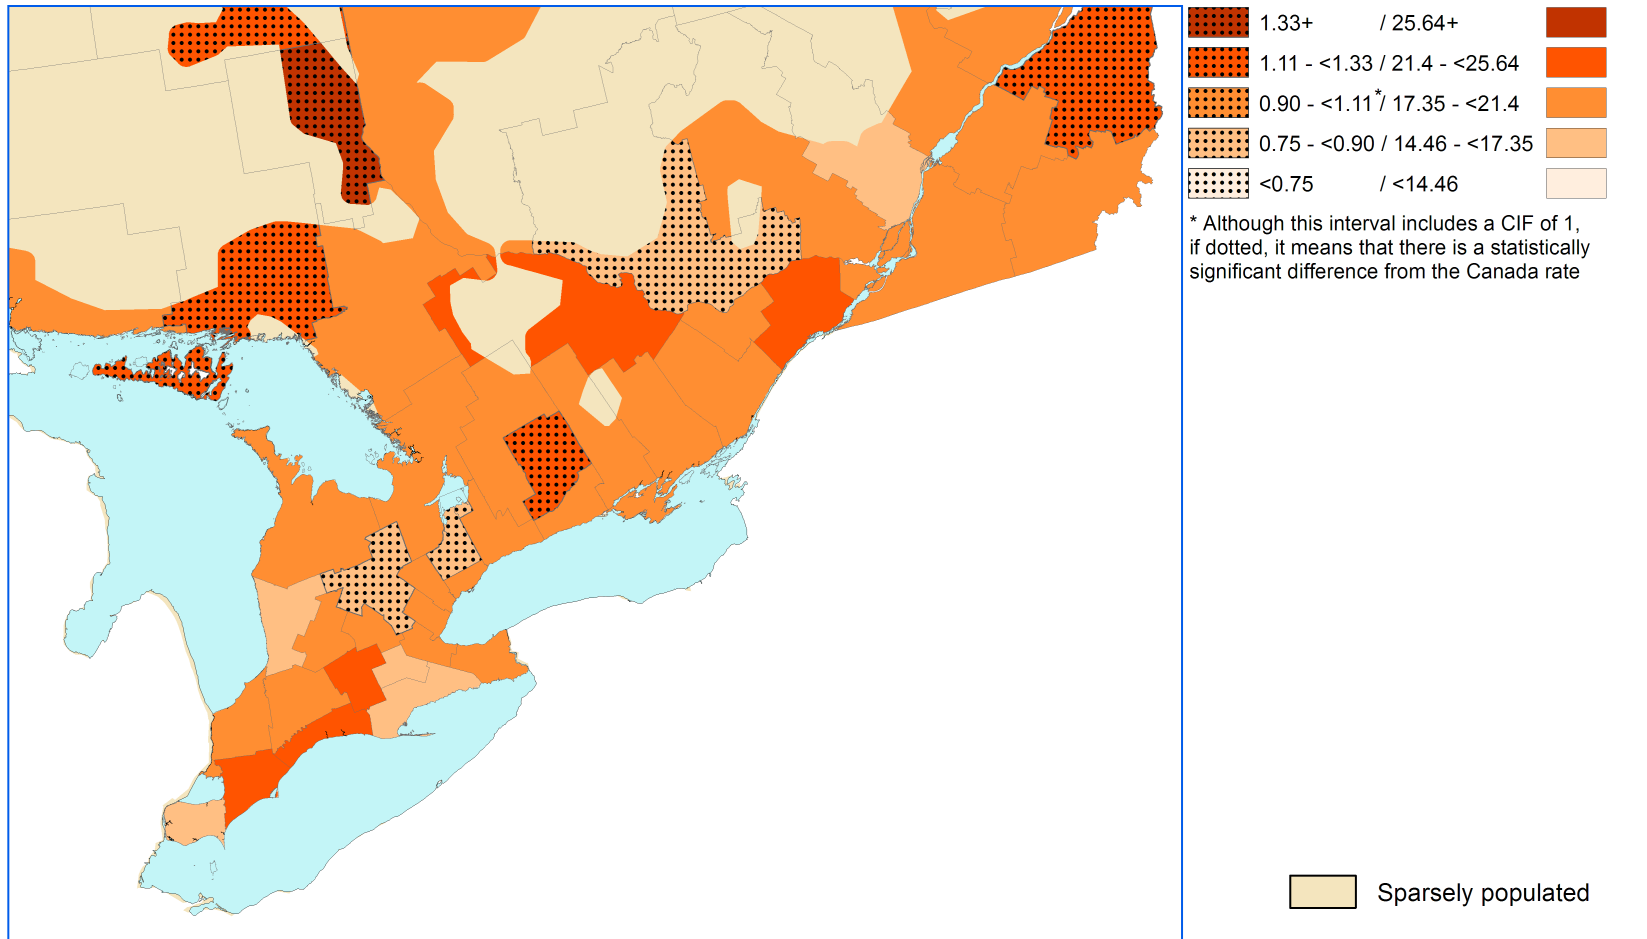 1.33+ / 25.64+
1.11 - <1.33 / 21.4 - <25.64
0.90 - <1.11* / 17.35 - <21.4
0.75 - <0.90 / 14.46 - <17.35
<0.75 / <14.46
* Although this interval includes a CIF of 1,
if dotted, it means that there is a statistically
significant difference from the Canada rate
Sparsely populated